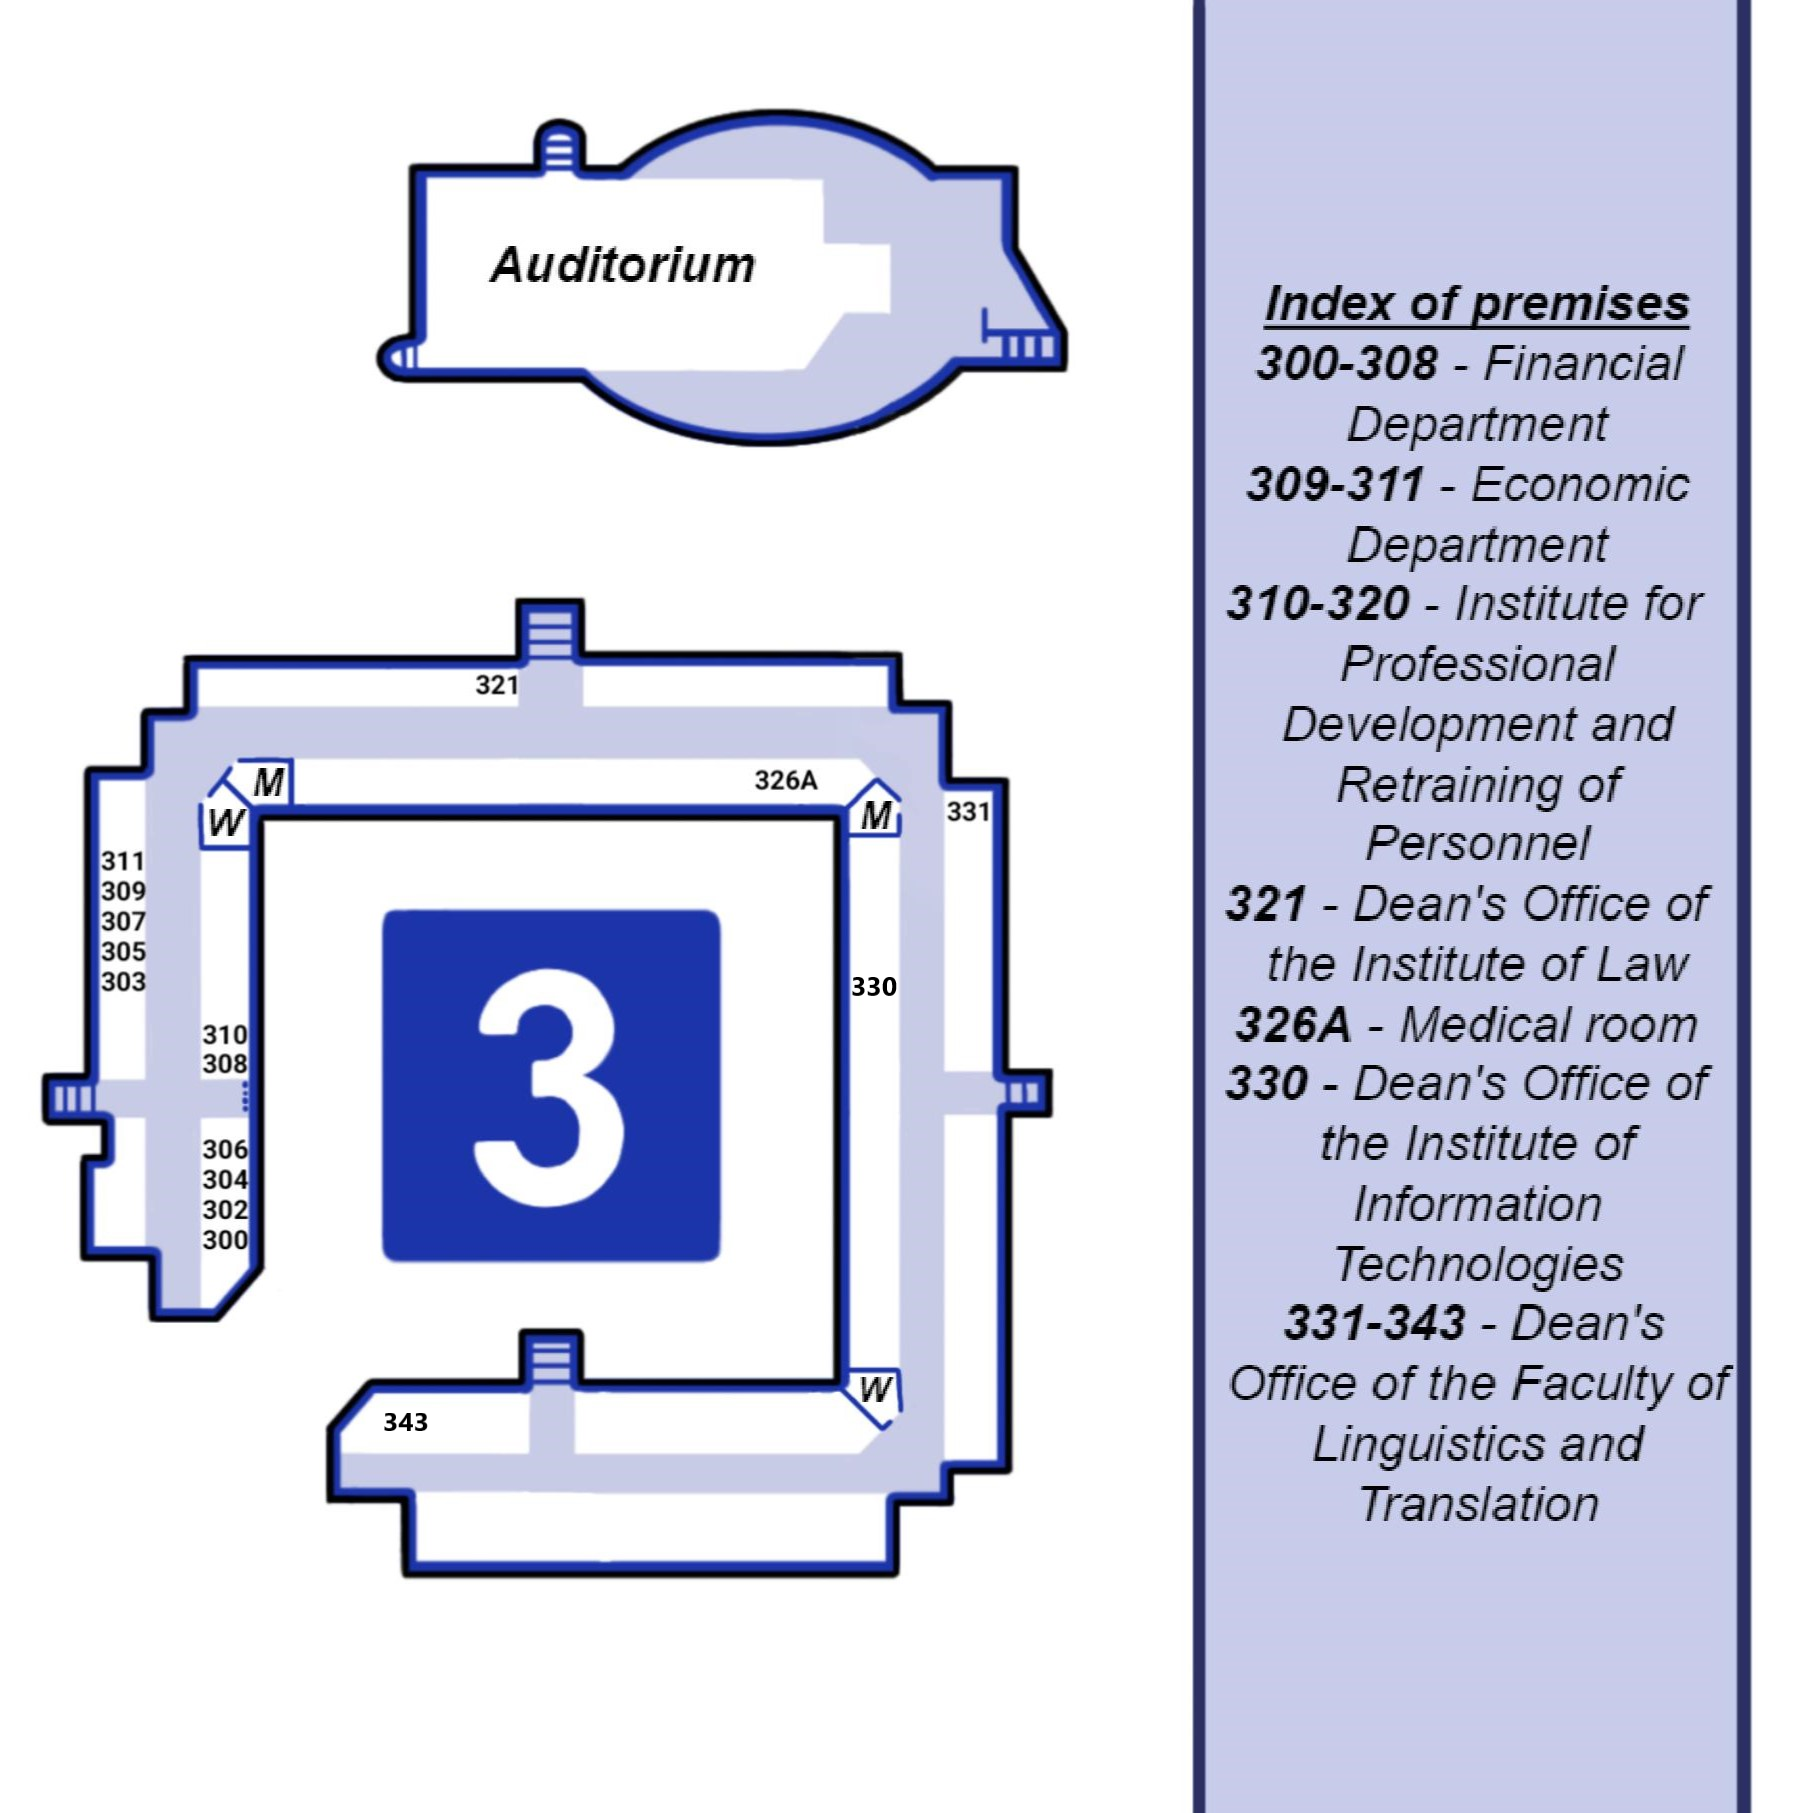 Auditorium
321
M
326A
W
M
331
311
309
307
305
303
330
310
308
306
304
302
300
3
W
343
Index of premises
300-308 - Financial
Department
309-311 - Economic
Department
310-320 - Institute for
Professional
Development and
Retraining of
Personnel
321 - Dean's Office of
the Institute of Law
326A - Medical room
330 - Dean's Office of
the Institute of
Information
Technologies
331-343 - Dean's
Office of the Faculty of
Linguistics and
Translation